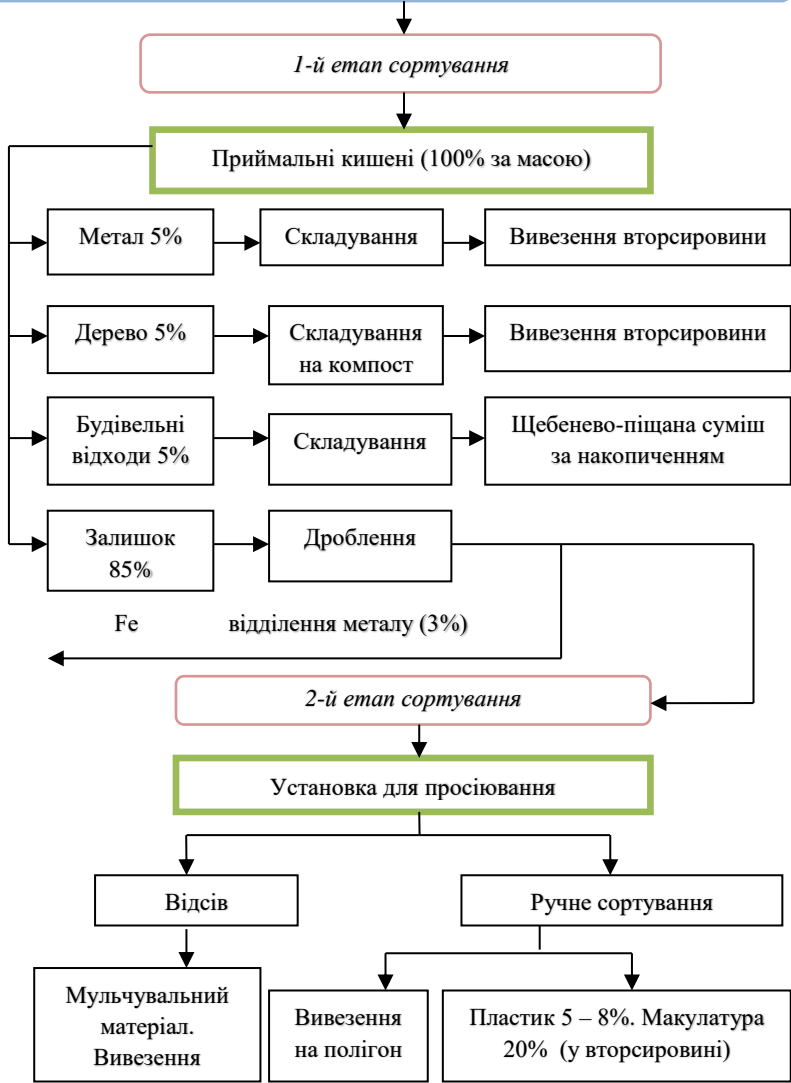 1-й етап сортування
Приймальні кишені (100% за масою)
Метал 5%
Складування
Вивезення вторсировини
Дерево 5%
Складування
на компост
Вивезення вторсировини
Будівельні
відходи 5%
Складування
Щебенево-піщана суміш
за накопиченням
Залишок
85%
Дроблення
Fe відділення металу (3%)
2-й етап сортування
Установка для просіювання
Відсів
Ручне сортування
Мульчувальний
матеріал.
Вивезення
Вивезення
на полігон
Пластик 5 – 8%. Макулатура
20% (у вторсировині)